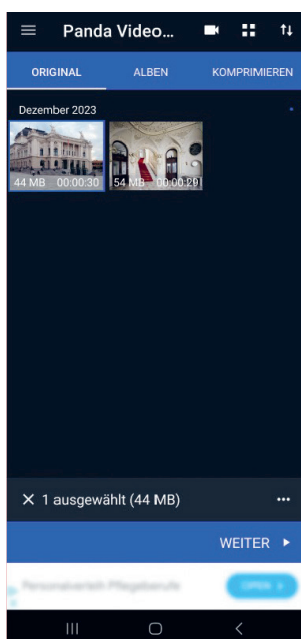 Panda Video...
ORIGINAL ALBEN KOMPRIMIEREN
Dezember 2023
44 MB 00:00:30 54 MB 00:00:29
1 ausgewählt (44 MB)
WEITER
OPEN